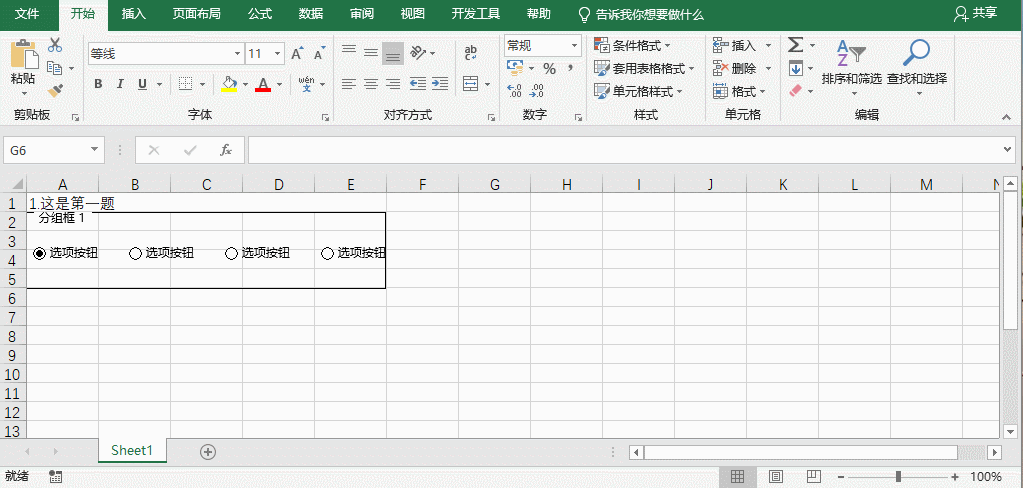 文件 开始 插入 页面布局 公式 数据 审阅 视图 开发工具 帮助 告诉我你想要做什么 共享
等线 11 A A ab 常规 条件格式 插入 Σ A Z
粘贴 B I U A wén 文 % , 套用表格格式 删除 排序和筛选 查找和选择
.00 .00 单元格样式 格式
剪贴板 字体 对齐方式 数字 样式 单元格 编辑
G6 fx
A B C D E F G H I J K L M N
1 1.这是第一题
2 分组框 1
3
4 选项按钮 选项按钮 选项按钮 选项按钮
5
6
7
8
9
10
11
12
13
Sheet1
就绪 100%